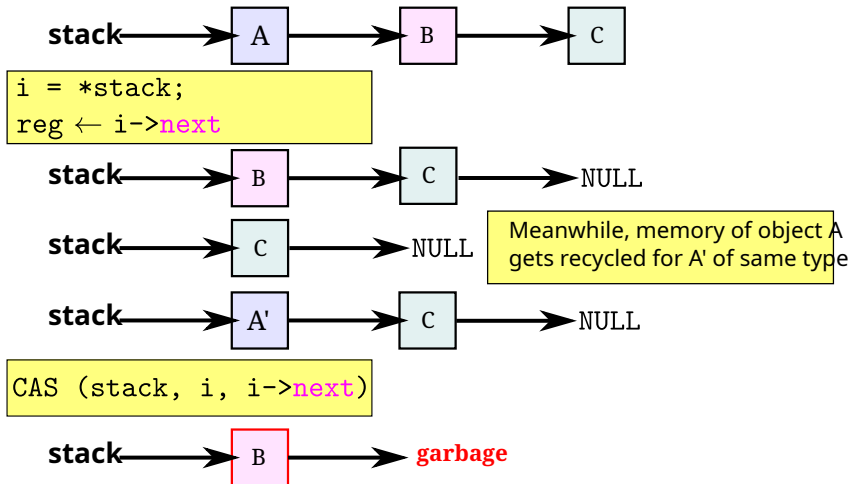 stack A B C
i = *stack;
reg ← i->next
stack B C NULL
stack C NULL
Meanwhile, memory of object A
gets recycled for A' of same type
stack A' C NULL
CAS (stack, i, i->next)
stack B garbage